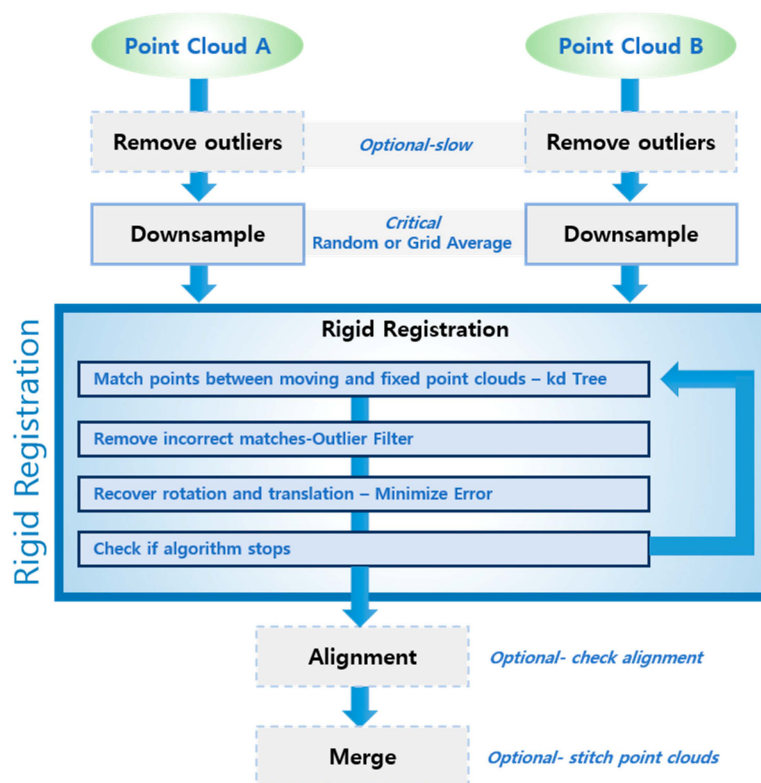 Point Cloud A
Point Cloud B
Remove outliers
Optional-slow
Remove outliers
Downsample
Critical
Random or Grid Average
Downsample
Rigid Registration
Rigid Registration
Match points between moving and fixed point clouds – kd Tree
Remove incorrect matches-Outlier Filter
Recover rotation and translation – Minimize Error
Check if algorithm stops
Alignment
Optional- check alignment
Merge
Optional- stitch point clouds